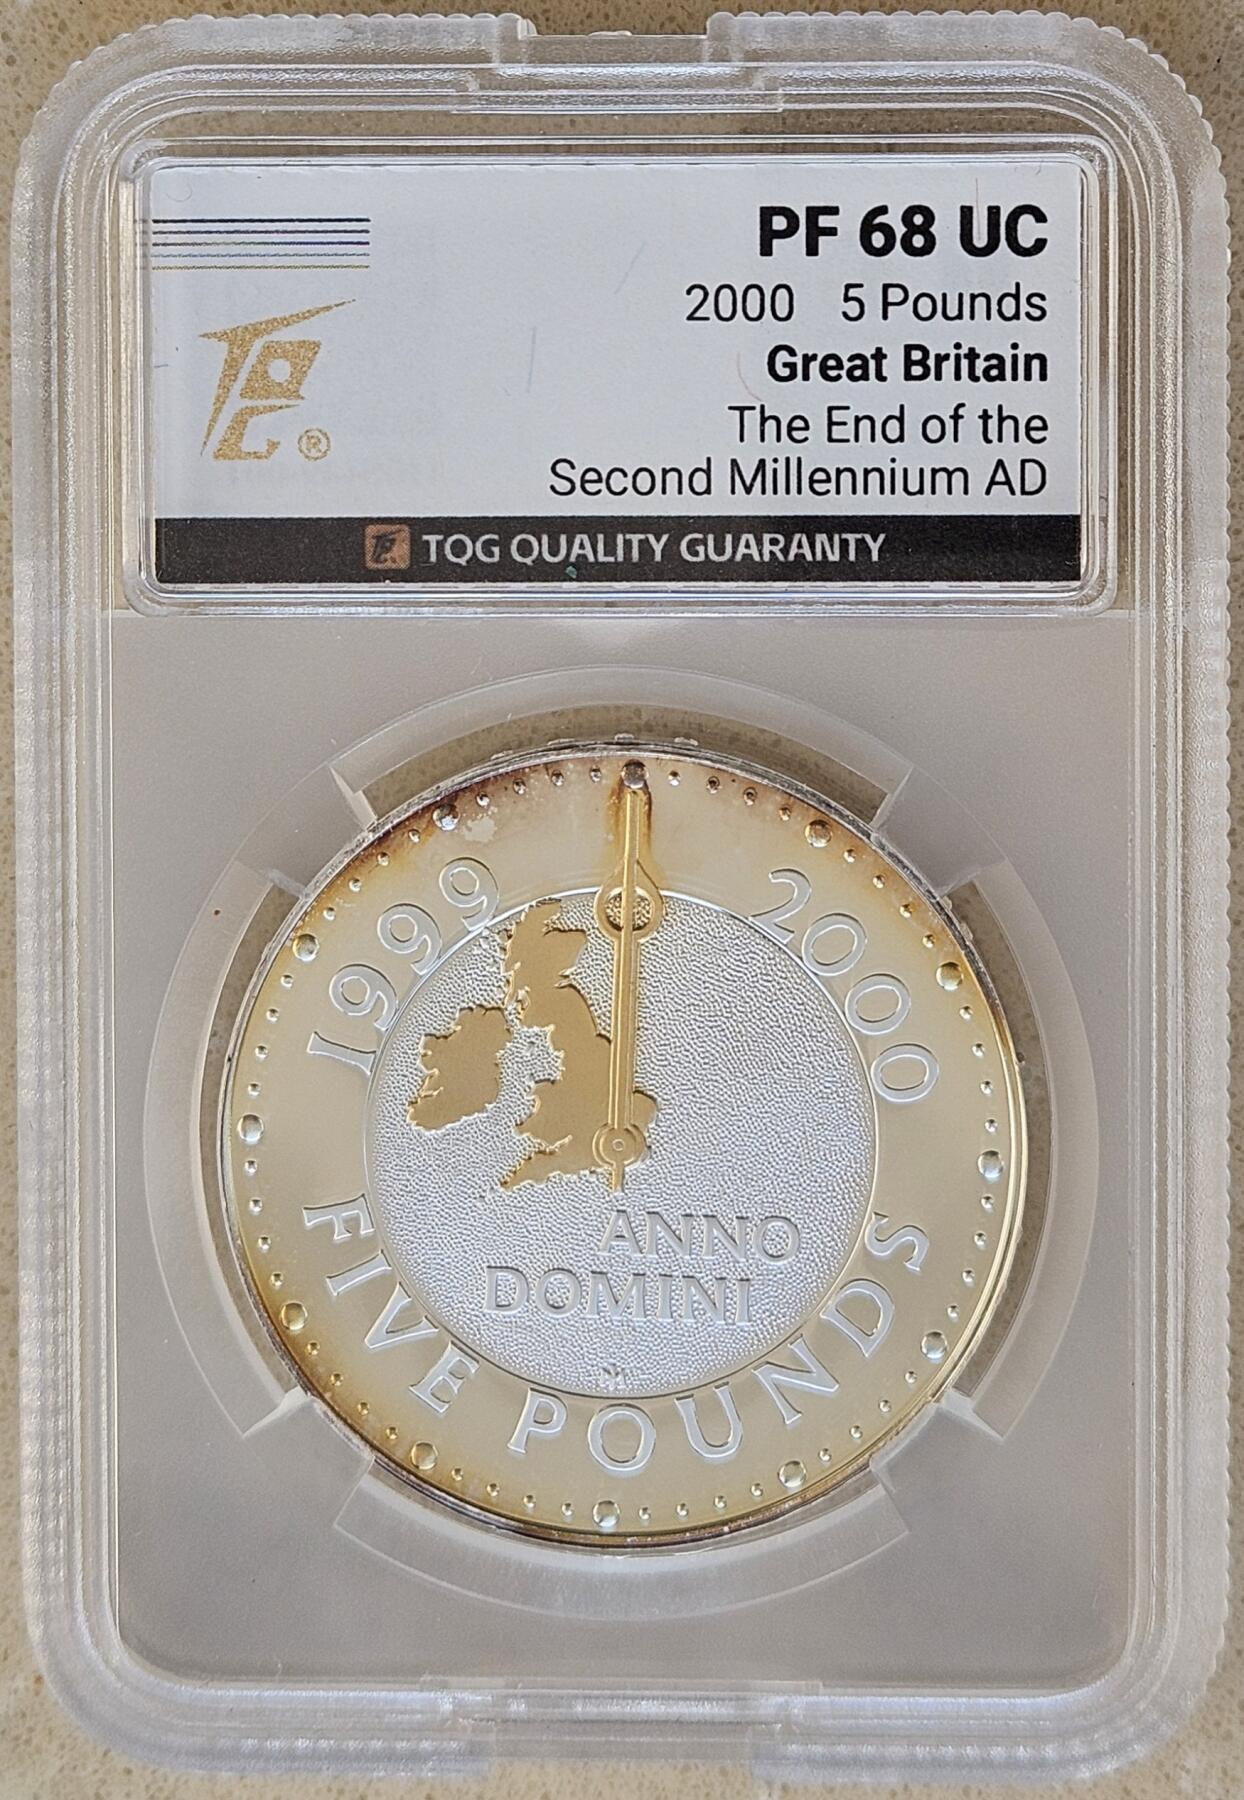 PF 68 UC
2000 5 Pounds
Great Britain
The End of the
Second Millennium AD
®
TQG QUALITY GUARANTY
1999
2000
ANNO
DOMINI
FIVE POUNDS